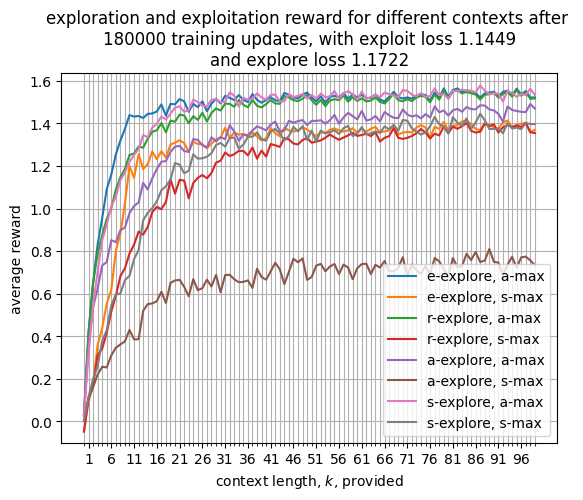 exploration and exploitation reward for different contexts after
180000 training updates, with exploit loss 1.1449
and explore loss 1.1722
1.6
1.4
1.2
1.0
0.8
0.6
0.4
0.2
0.0
average reward
e-explore, a-max
e-explore, s-max
r-explore, a-max
r-explore, s-max
a-explore, a-max
a-explore, s-max
s-explore, a-max
s-explore, s-max
1 6 11 16 21 26 31 36 41 46 51 56 61 66 71 76 81 86 91 96
context length, k, provided